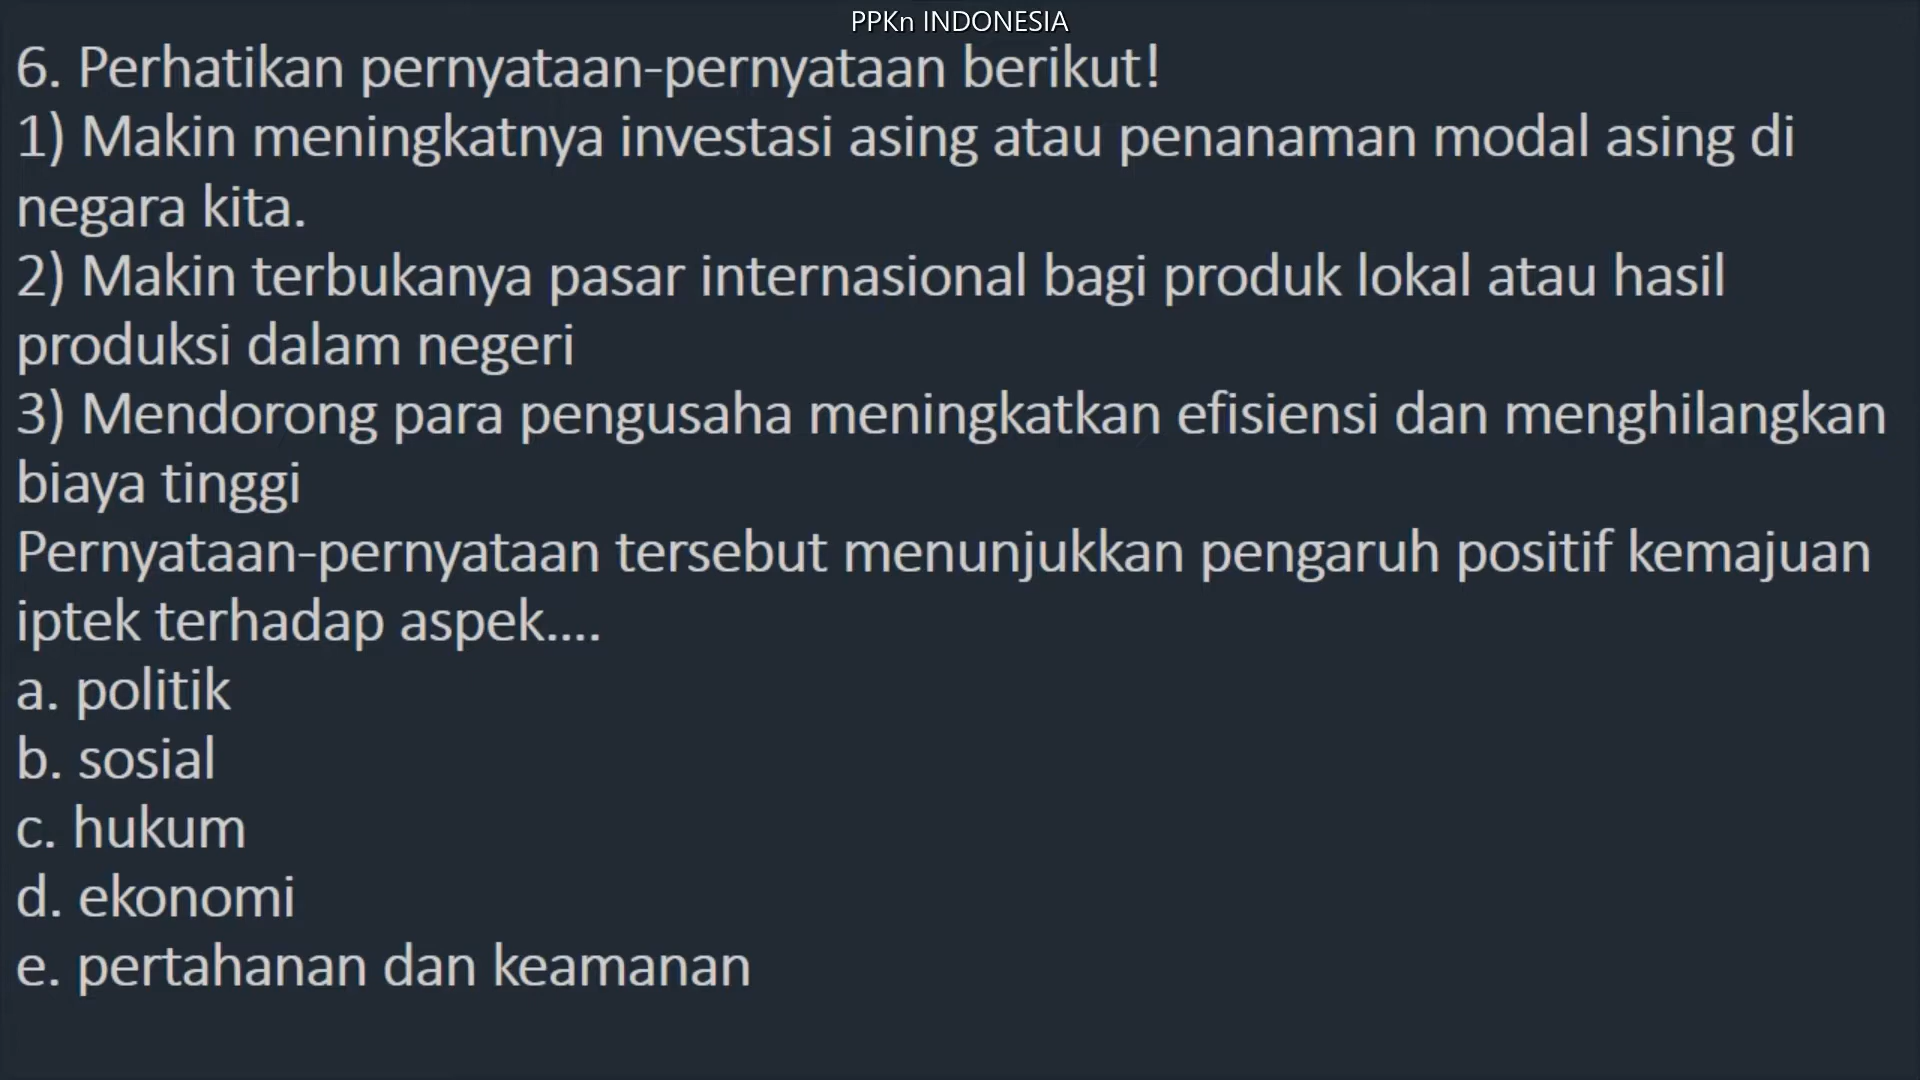 PPKn INDONESIA
6. Perhatikan pernyataan-pernyataan berikut!
1) Makin meningkatnya investasi asing atau penanaman modal asing di
negara kita.
2) Makin terbukanya pasar internasional bagi produk lokal atau hasil
produksi dalam negeri
3) Mendorong para pengusaha meningkatkan efisiensi dan menghilangkan
biaya tinggi
Pernyataan-pernyataan tersebut menunjukkan pengaruh positif kemajuan
iptek terhadap aspek....
a. politik
b. sosial
c. hukum
d. ekonomi
e. pertahanan dan keamanan